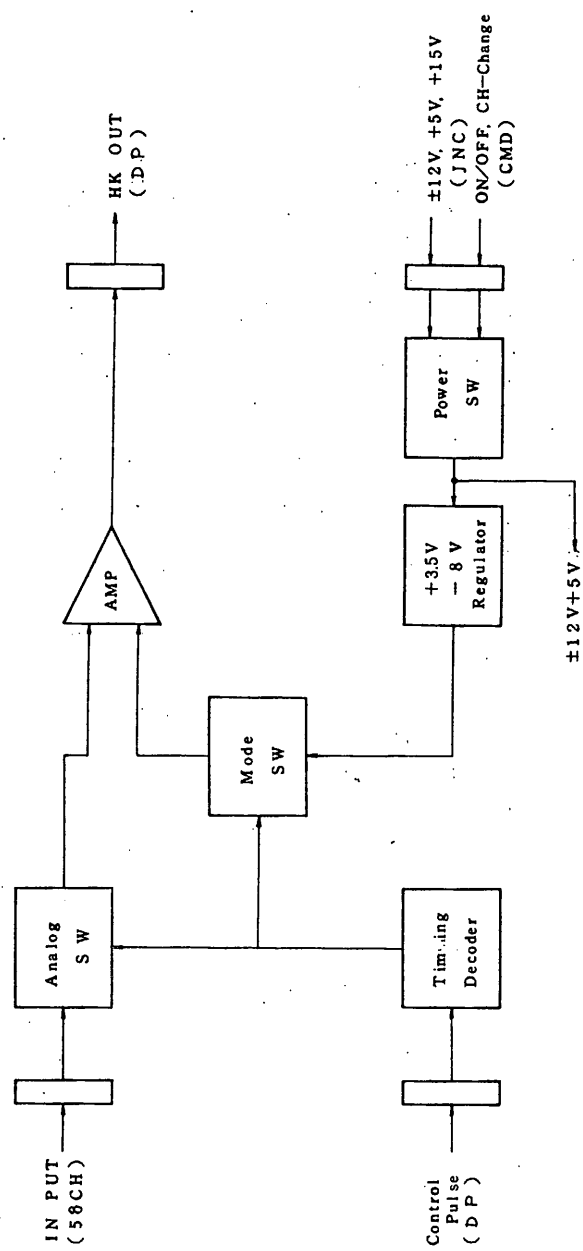 IN PUT
(58CH)
Analog
SW
AMP
HK OUT
(DP)
Mode
SW
Control
Pulse
(DP)
Timing
Decoder
+3.5V
- 8V
Regulator
Power
SW
±12V, +5V, +15V
(JNC)
ON/OFF, CH-Change
(CMD)
±12V+5V